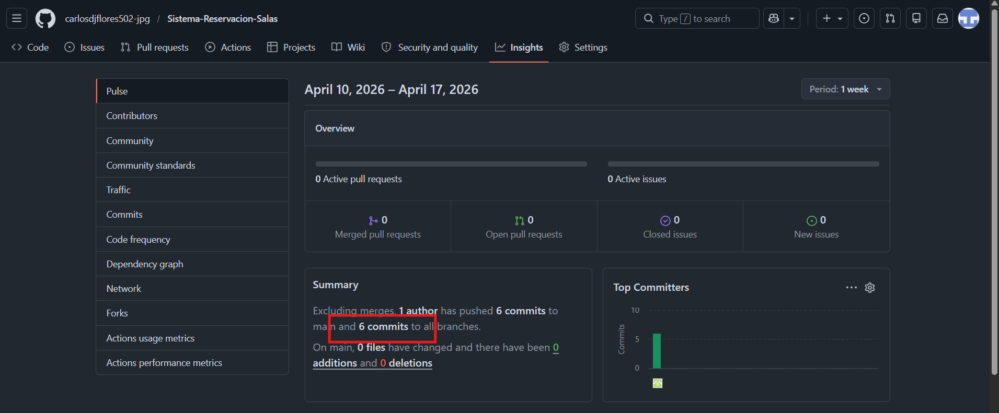 carlosdjflores502-jpg / Sistema-Reservacion-Salas
Type / to search
Code
Issues
Pull requests
Actions
Projects
Wiki
Security and quality
Insights
Settings
Pulse
Contributors
Community
Community standards
Traffic
Commits
Code frequency
Dependency graph
Network
Forks
Actions usage metrics
Actions performance metrics
April 10, 2026 – April 17, 2026
Period: 1 week
Overview
0 Active pull requests
0 Active issues
0
Merged pull requests
0
Open pull requests
0
Closed issues
0
New issues
Summary
Excluding merges, 1 author has pushed 6 commits to
main and 6 commits to all branches.
On main, 0 files have changed and there have been 0
additions and 0 deletions
Top Committers
Commits
10
5
0